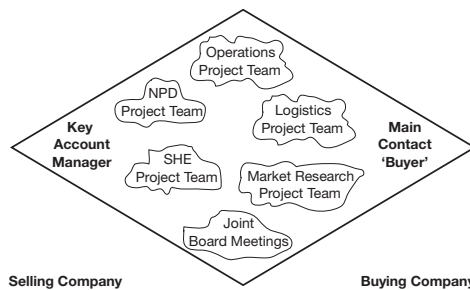 Operations
Project Team
NPD
Project Team
Logistics
Project Team
Key
Account
Manager
Main
Contact
‘Buyer’
SHE
Project Team
Market Research
Project Team
Joint
Board Meetings
Selling Company
Buying Company